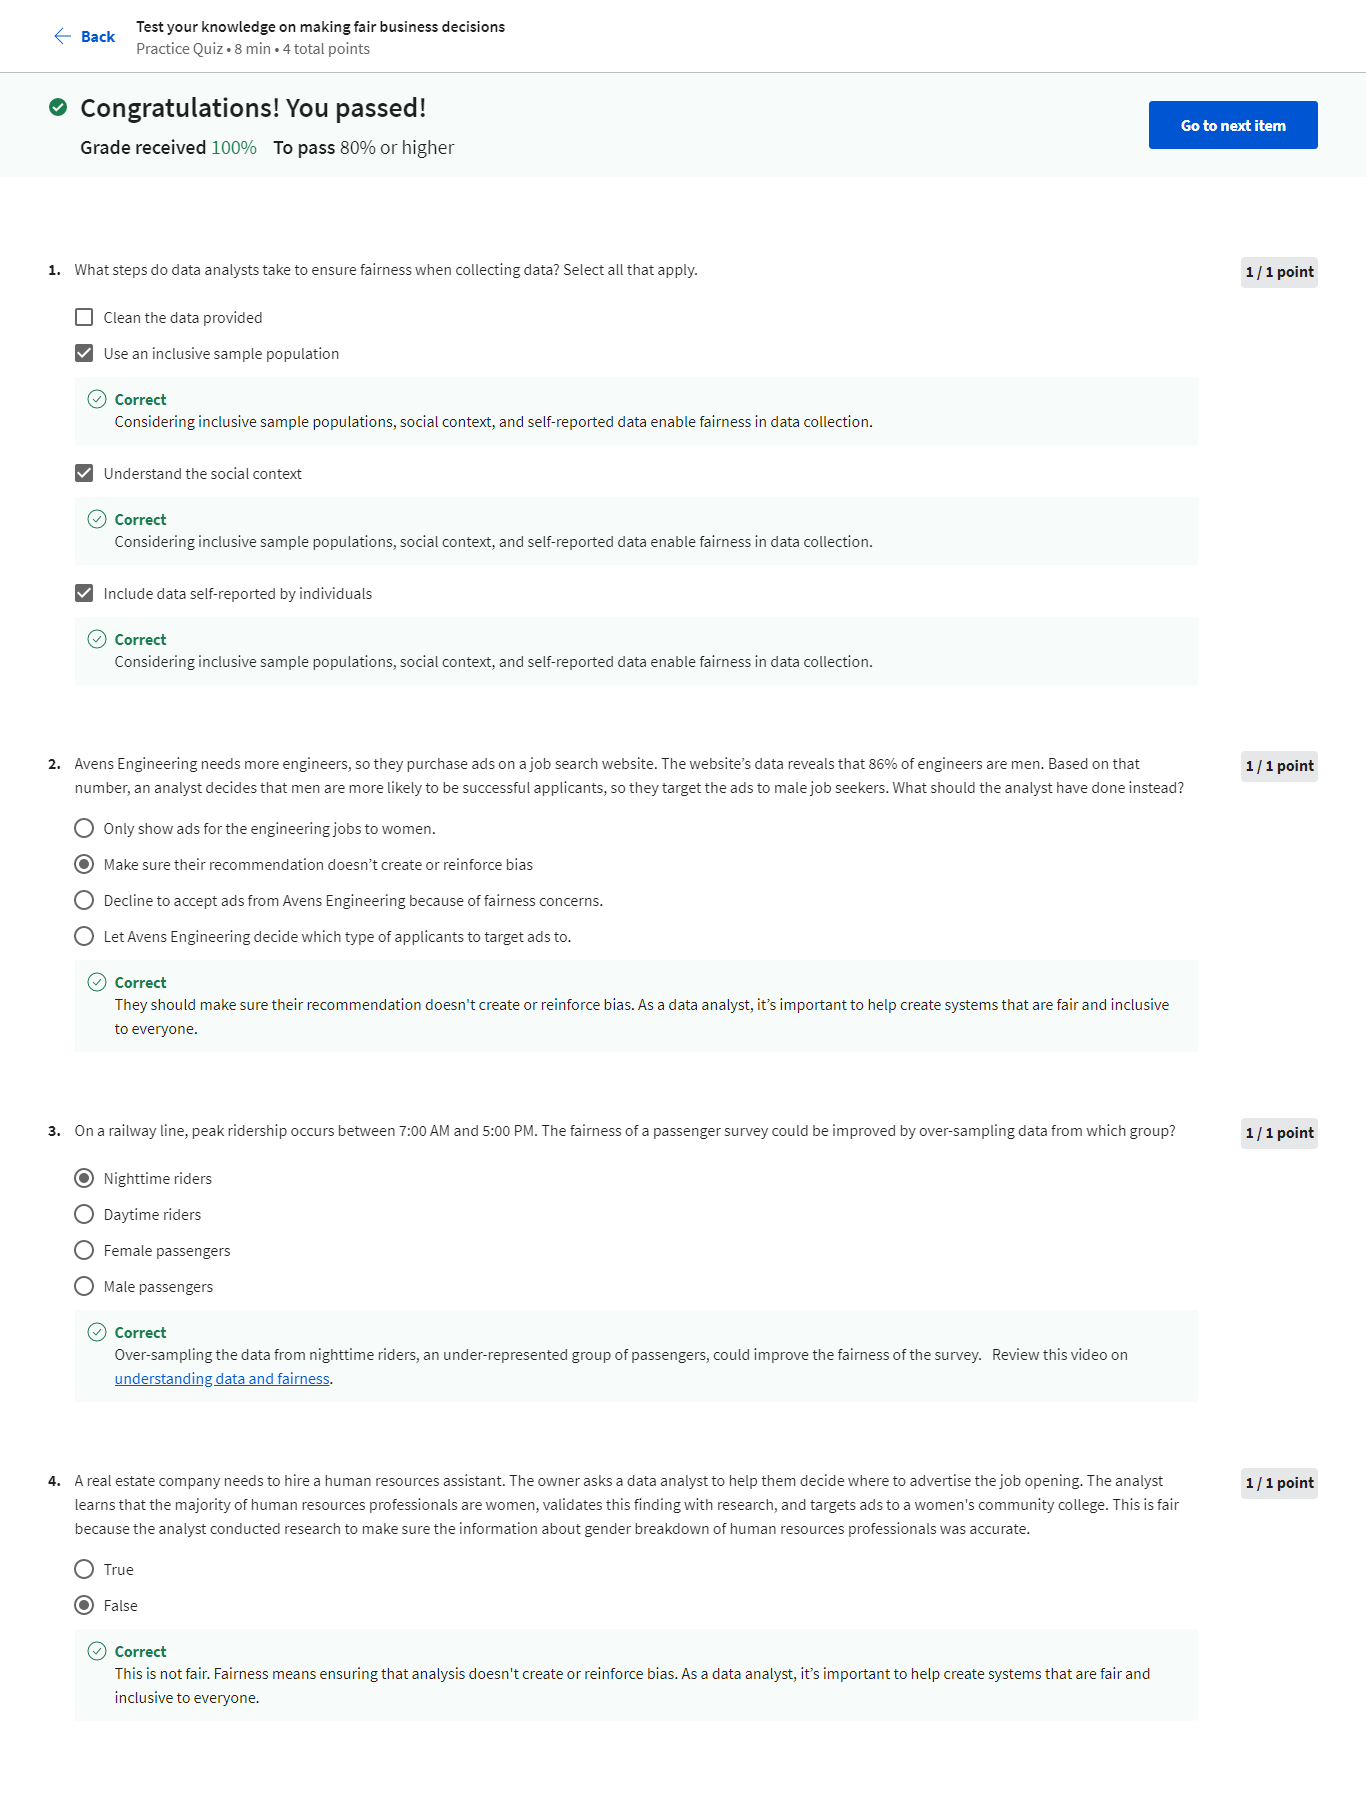 Back
Test your knowledge on making fair business decisions
Practice Quiz • 8 min • 4 total points
Congratulations! You passed!
Grade received 100% To pass 80% or higher
Go to next item
1. What steps do data analysts take to ensure fairness when collecting data? Select all that apply.
1 / 1 point
Clean the data provided
Use an inclusive sample population
Correct
Considering inclusive sample populations, social context, and self-reported data enable fairness in data collection.
Understand the social context
Correct
Considering inclusive sample populations, social context, and self-reported data enable fairness in data collection.
Include data self-reported by individuals
Correct
Considering inclusive sample populations, social context, and self-reported data enable fairness in data collection.
2. Avens Engineering needs more engineers, so they purchase ads on a job search website. The website’s data reveals that 86% of engineers are men. Based on that
number, an analyst decides that men are more likely to be successful applicants, so they target the ads to male job seekers. What should the analyst have done instead?
1 / 1 point
Only show ads for the engineering jobs to women.
Make sure their recommendation doesn’t create or reinforce bias
Decline to accept ads from Avens Engineering because of fairness concerns.
Let Avens Engineering decide which type of applicants to target ads to.
Correct
They should make sure their recommendation doesn't create or reinforce bias. As a data analyst, it’s important to help create systems that are fair and inclusive
to everyone.
3. On a railway line, peak ridership occurs between 7:00 AM and 5:00 PM. The fairness of a passenger survey could be improved by over-sampling data from which group?
1 / 1 point
Nighttime riders
Daytime riders
Female passengers
Male passengers
Correct
Over-sampling the data from nighttime riders, an under-represented group of passengers, could improve the fairness of the survey. Review this video on
understanding data and fairness.
4. A real estate company needs to hire a human resources assistant. The owner asks a data analyst to help them decide where to advertise the job opening. The analyst
learns that the majority of human resources professionals are women, validates this finding with research, and targets ads to a women's community college. This is fair
because the analyst conducted research to make sure the information about gender breakdown of human resources professionals was accurate.
1 / 1 point
True
False
Correct
This is not fair. Fairness means ensuring that analysis doesn't create or reinforce bias. As a data analyst, it’s important to help create systems that are fair and
inclusive to everyone.